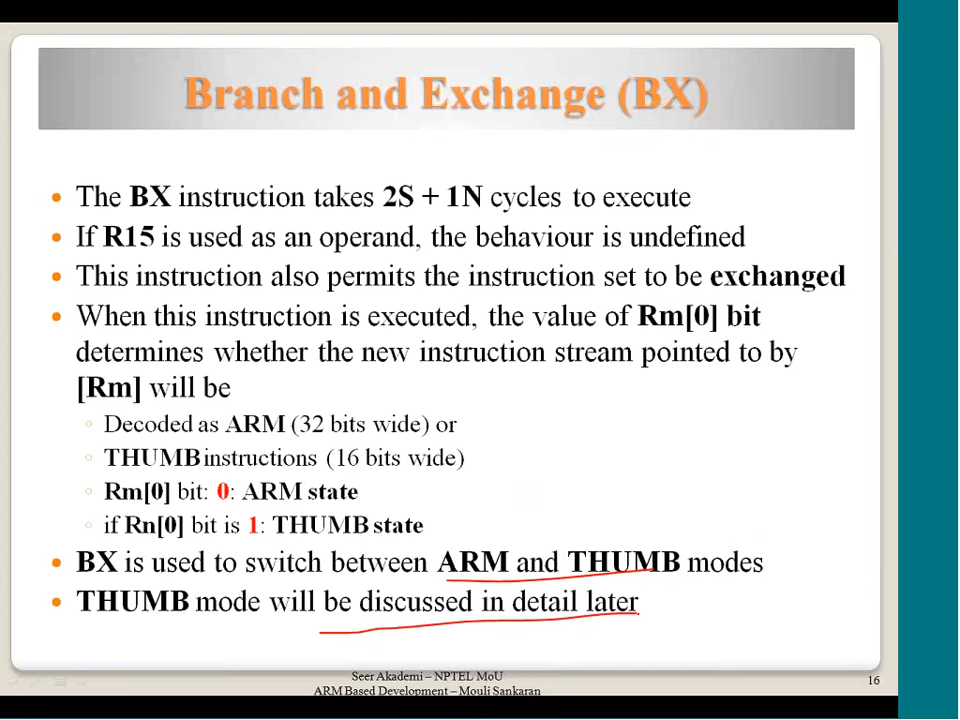 Branch and Exchange (BX)
• The BX instruction takes 2S + 1N cycles to execute
• If R15 is used as an operand, the behaviour is undefined
• This instruction also permits the instruction set to be exchanged
• When this instruction is executed, the value of Rm[0] bit
determines whether the new instruction stream pointed to by
[Rm] will be
◦ Decoded as ARM (32 bits wide) or
◦ THUMB instructions (16 bits wide)
◦ Rm[0] bit: 0: ARM state
◦ if Rn[0] bit is 1: THUMB state
• BX is used to switch between ARM and THUMB modes
• THUMB mode will be discussed in detail later
Seer Akademi – NPTEL MoU
ARM Based Development – Mouli Sankaran
16